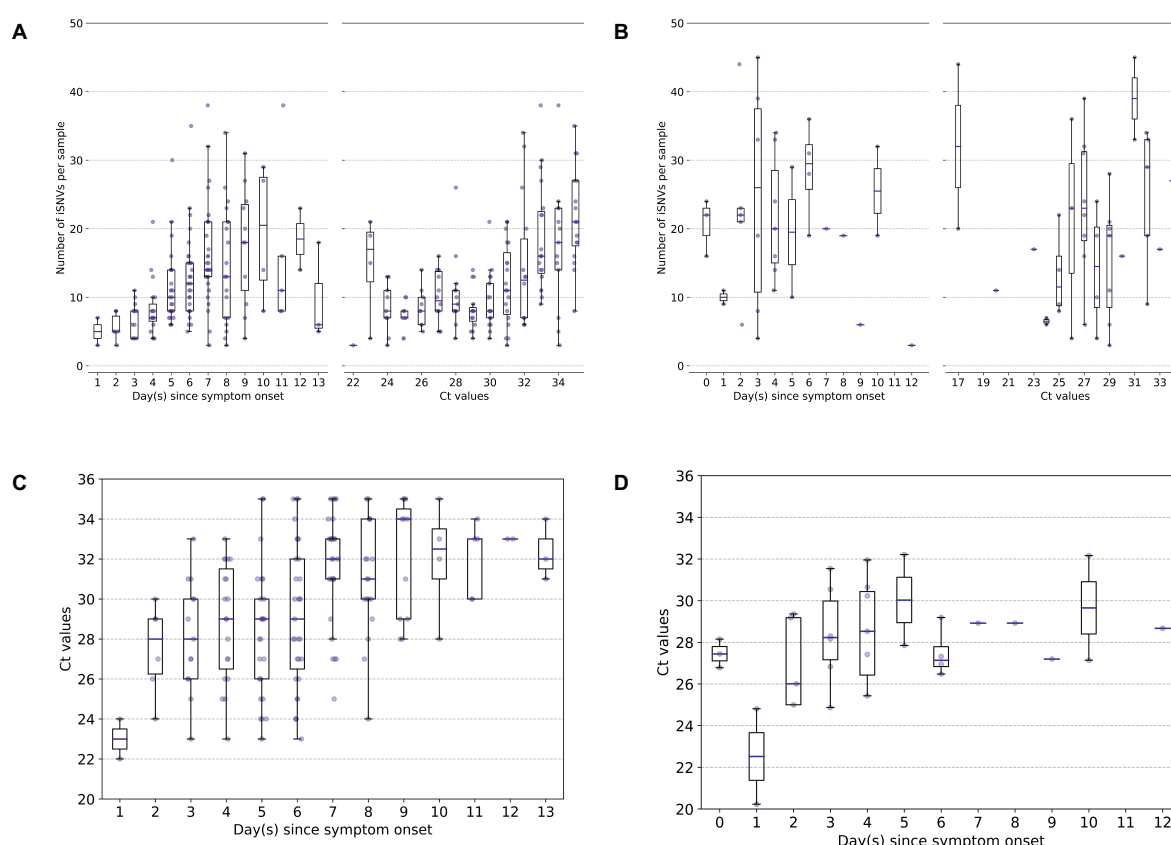 A
50
40
30
20
10
0
Number of iSNVs per sample
1 2 3 4 5 6 7 8 9 10 11 12 13
Day(s) since symptom onset
22 24 26 28 30 32 34
Ct values
B
50
40
30
20
10
0
Number of iSNVs per sample
0 1 2 3 4 5 6 7 8 9 10 11 12
Day(s) since symptom onset
17 19 21 23 25 27 29 31 33
Ct values
C
36
34
32
30
28
26
24
22
20
Ct values
1 2 3 4 5 6 7 8 9 10 11 12 13
Day(s) since symptom onset
D
36
34
32
30
28
26
24
22
20
Ct values
0 1 2 3 4 5 6 7 8 9 10 11 12
Day(s) since symptom onset